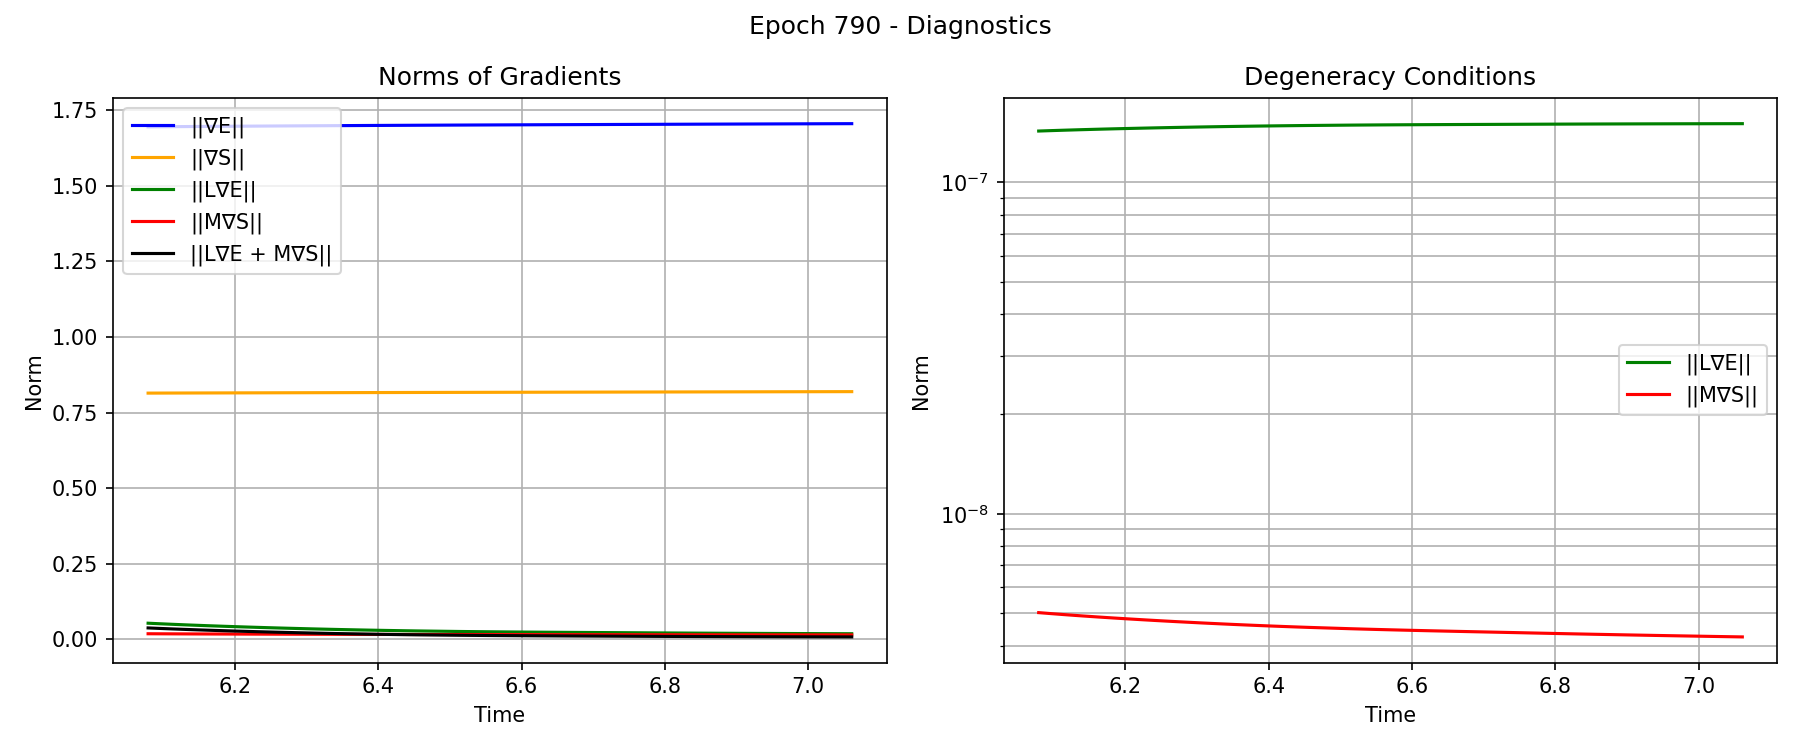 Epoch 790 - Diagnostics
Norms of Gradients
1.75
1.50
1.25
1.00
0.75
0.50
0.25
0.00
Norm
||∇E||
||∇S||
||L∇E||
||M∇S||
||L∇E + M∇S||
6.2 6.4 6.6 6.8 7.0
Time
Degeneracy Conditions
10⁻⁷
10⁻⁸
Norm
||L∇E||
||M∇S||
6.2 6.4 6.6 6.8 7.0
Time